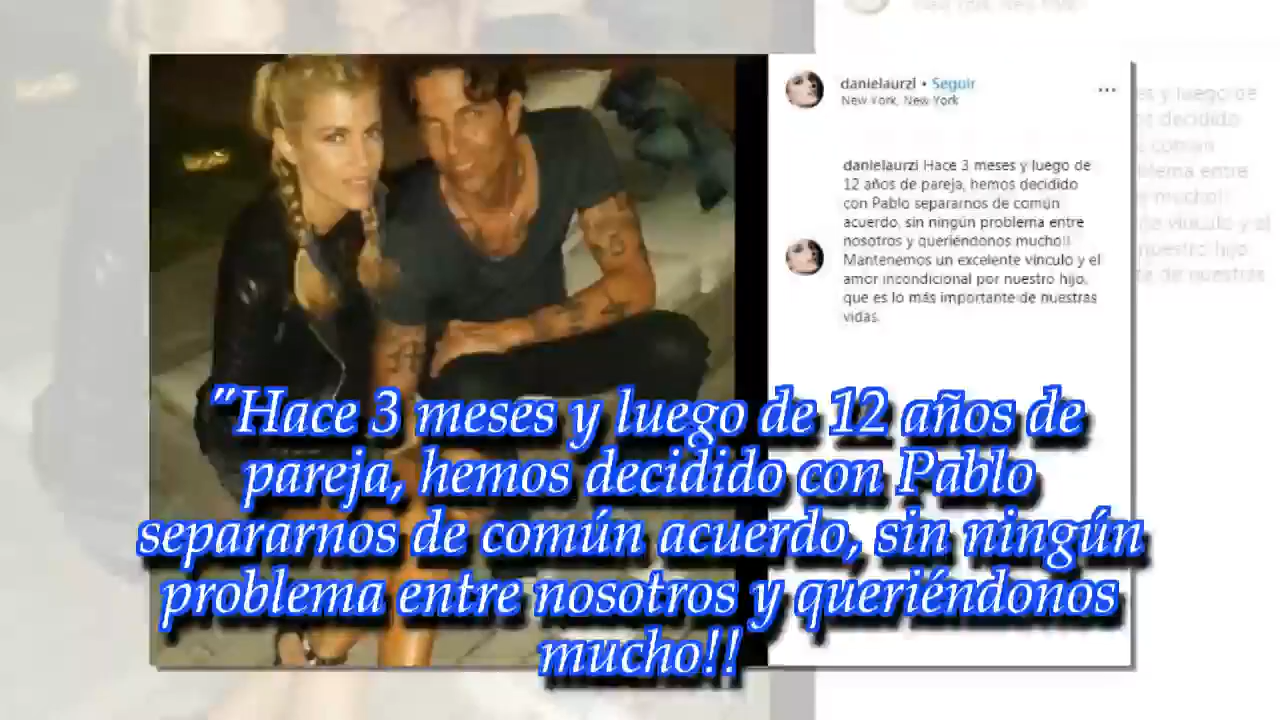 danielaurzi • Seguir
New York, New York
danielaurzi Hace 3 meses y luego de
12 años de pareja, hemos decidido
con Pablo separarnos de común
acuerdo, sin ningún problema entre
nosotros y queriéndonos mucho!!
Mantenemos un excelente vínculo y el
amor incondicional por nuestro hijo,
que es lo más importante de nuestras
vidas.
"Hace 3 meses y luego de 12 años de
pareja, hemos decidido con Pablo
separarnos de común acuerdo, sin ningún
problema entre nosotros y queriéndonos
mucho!!